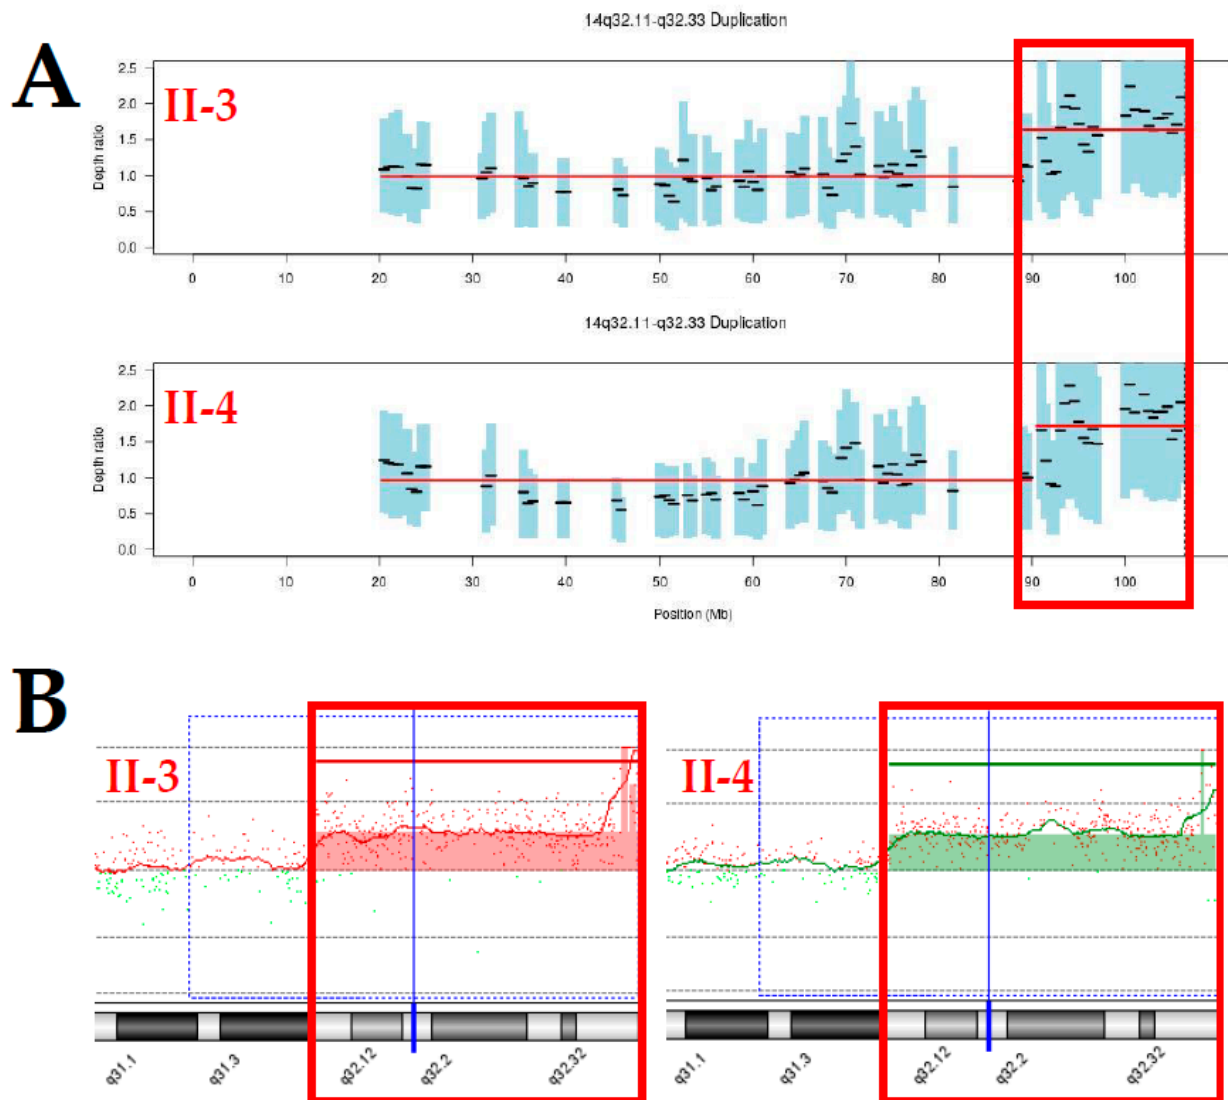 14q32.11-q32.33 Duplication
A
II-3
Depth ratio
2.5
2.0
1.5
1.0
0.5
0.0
0 10 20 30 40 50 60 70 80 90 100
14q32.11-q32.33 Duplication
II-4
Depth ratio
2.5
2.0
1.5
1.0
0.5
0.0
0 10 20 30 40 50 60 70 80 90 100
Position (Mb)
B
II-3
II-4
q31.1 q31.3 q32.12 q32.2 q32.32
q31.1 q31.3 q32.12 q32.2 q32.32